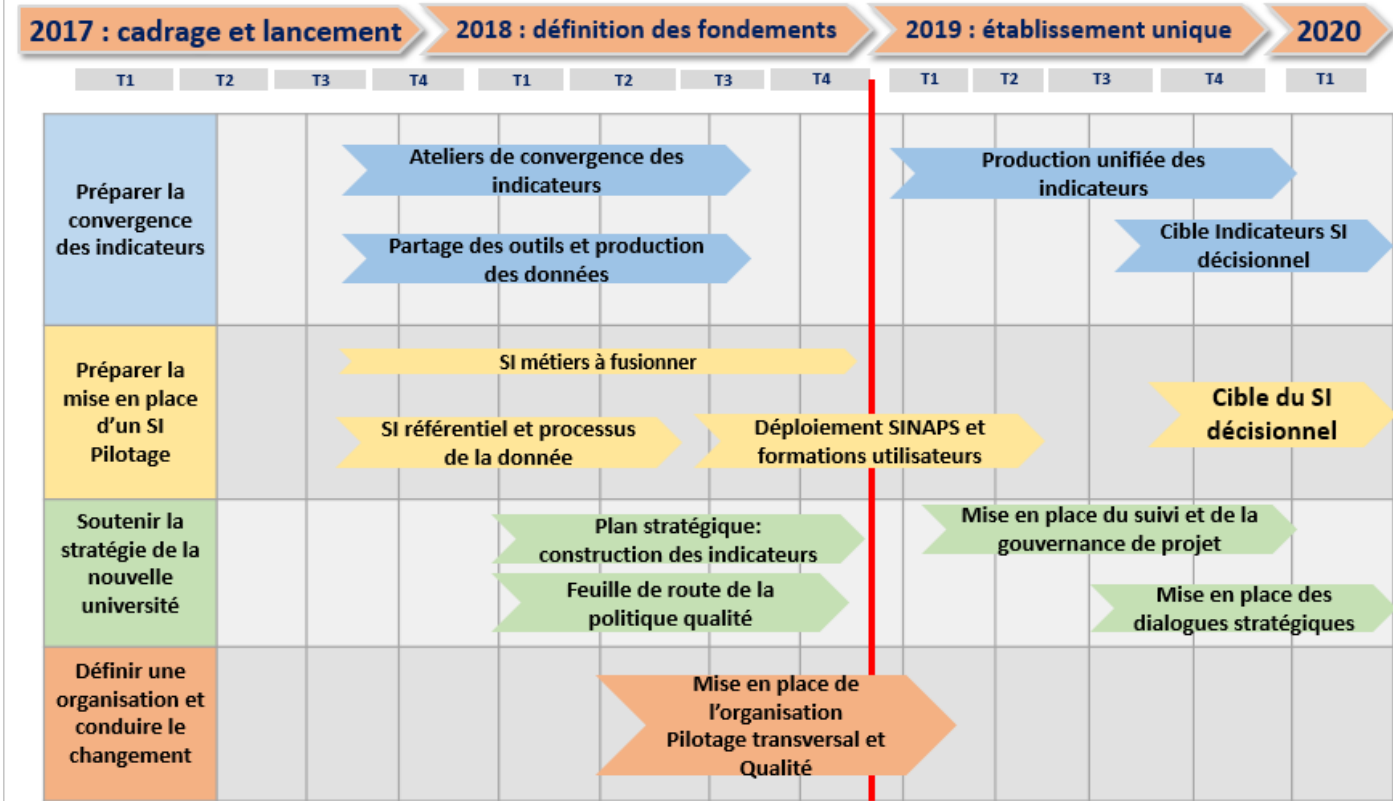 2017 : cadrage et lancement
2018 : définition des fondements
2019 : établissement unique
2020
T1
T2
T3
T4
T1
T2
T3
T4
T1
T2
T3
T4
T1
Préparer la
convergence
des indicateurs
Ateliers de convergence des
indicateurs
Production unifiée des
indicateurs
Partage des outils et production
des données
Cible Indicateurs SI
décisionnel
Préparer la
mise en place
d'un SI
Pilotage
SI métiers à fusionner
SI référentiel et processus
de la donnée
Déploiement SINAPS et
formations utilisateurs
Cible du SI
décisionnel
Soutenir la
stratégie de la
nouvelle
université
Plan stratégique:
construction des indicateurs
Mise en place du suivi et de la
gouvernance de projet
Feuille de route de la
politique qualité
Mise en place des
dialogues stratégiques
Définir une
organisation et
conduire le
changement
Mise en place de
l'organisation
Pilotage transversal et
Qualité